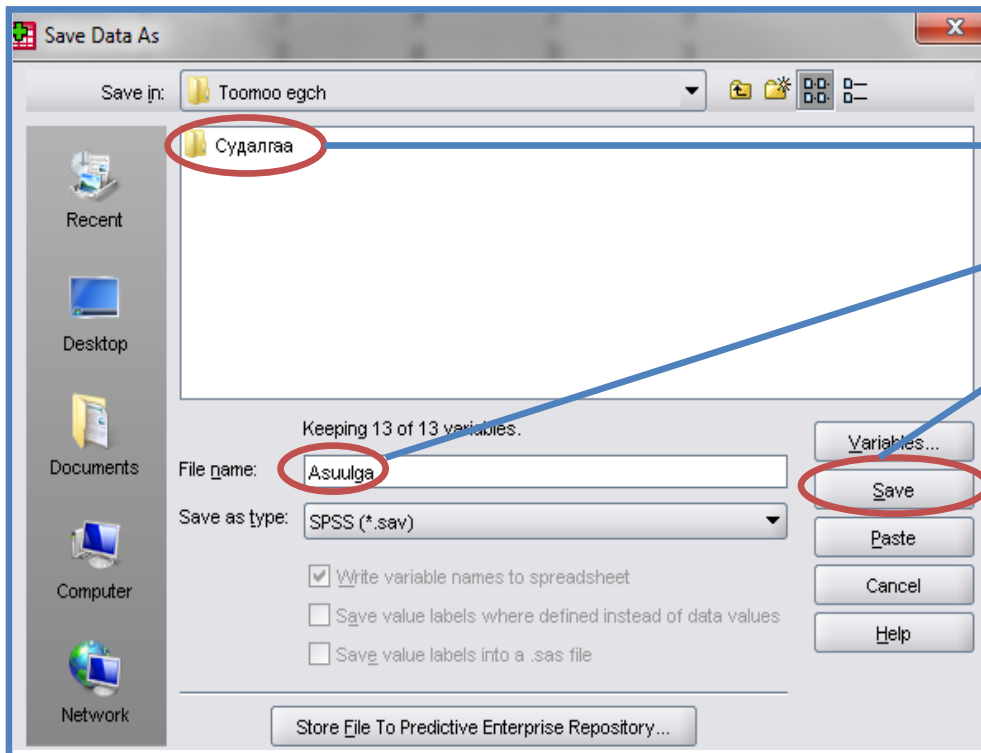 Save Data As
Save in: Toomoo egch
Судалгаа
Recent
Desktop
Documents
Computer
Network
Keeping 13 of 13 variables.
File name: Asuulga
Save as type: SPSS (*.sav)
Write variable names to spreadsheet
Save value labels where defined instead of data values
Save value labels into a .sas file
Variables...
Save
Paste
Cancel
Help
Store File To Predictive Enterprise Repository...